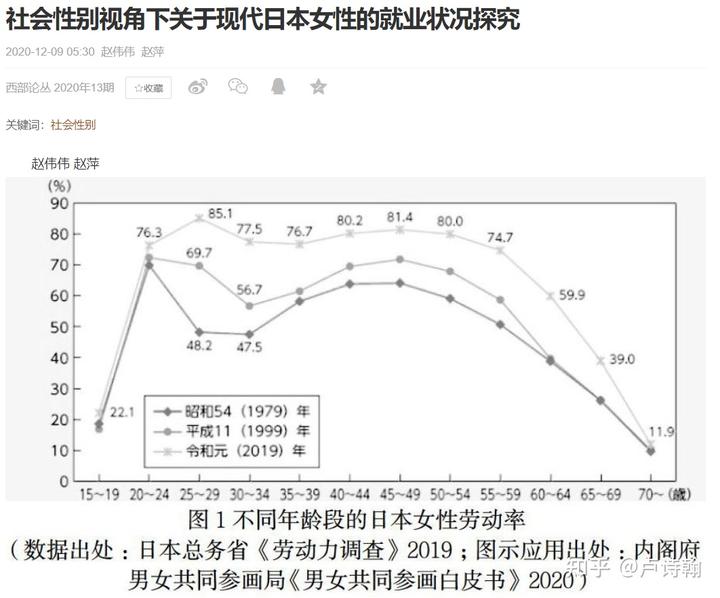 社会性别视角下关于现代日本女性的就业状况探究
2020-12-09 05:30 赵伟伟 赵萍
西部论丛 2020年13期 ☆收藏
关键词：社会性别
赵伟伟 赵萍
(%)
90
80
70
60
50
40
30
20
10
0
76.3 85.1 77.5 76.7 80.2 81.4 80.0 74.7 59.9 39.0 11.9
69.7 56.7
48.2 47.5
22.1
昭和54（1979）年
平成11（1999）年
令和元（2019）年
15~19 20~24 25~29 30~34 35~39 40~44 45~49 50~54 55~59 60~64 65~69 70~（歳）
图 1 不同年龄段的日本女性劳动率
（数据出处：日本总务省《劳动力调查》2019；图示应用出处：内阁府
男女共同参画局《男女共同参画白皮书》2020）
知乎 @卢诗翰